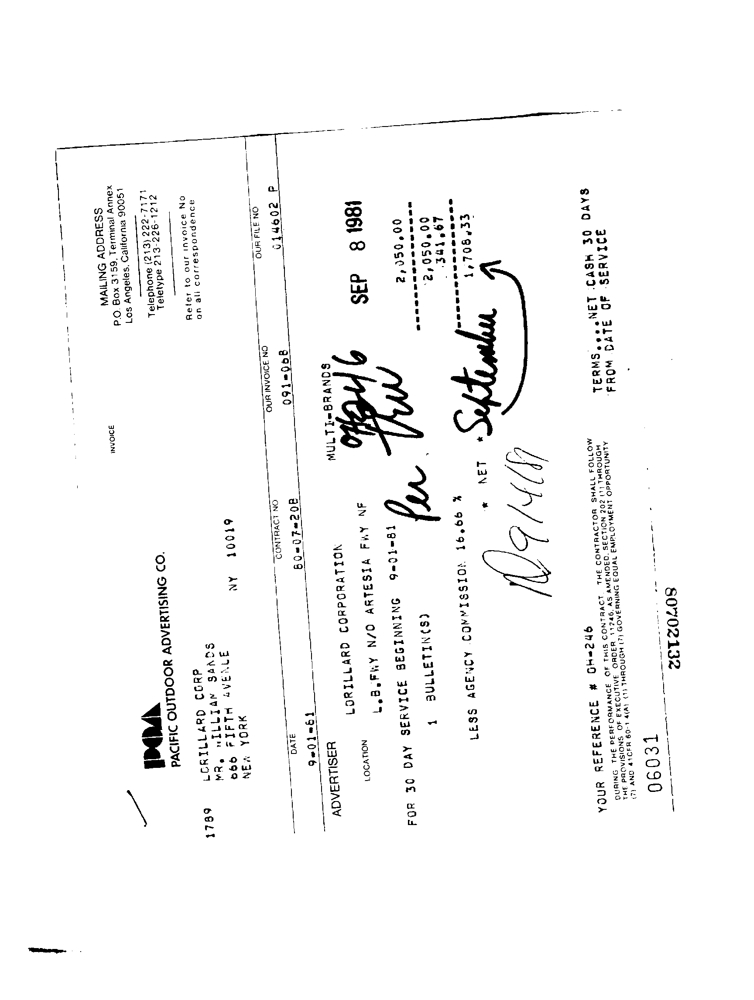 INVOICE
MAILING ADDRESS
P.O. Box 3159, Terminal Annex
Los Angeles, California 90051
Telephone (213) 222-7171
Teletype 213-226-1212
Refer to our invoice No
on all correspondence
POA
PACIFIC OUTDOOR ADVERTISING CO.
1789 LORILLARD CORP
MR. WILLIAM SANDS
666 FIFTH AVENUE
NEW YORK NY 10019
DATE CONTRACT NO OUR INVOICE NO OUR FILE NO
9-01-81 80-07-208 091-068 014602 P
ADVERTISER LORILLARD CORPORATION MULTI-BRANDS
SEP 8 1981
LOCATION L.B.FWY N/O ARTESIA FWY NF
FOR 30 DAY SERVICE BEGINNING 9-01-81 2,050.00
Per
1 BULLETIN(S) 2,050.00
LESS AGENCY COMMISSION 16.66 % 341.67
* NET * 1,708.33
September
9/14/81
YOUR REFERENCE # OH-246 TERMS....NET CASH 30 DAYS
FROM DATE OF SERVICE
DURING THE PERFORMANCE OF THIS CONTRACT THE CONTRACTOR SHALL FOLLOW
THE PROVISIONS OF EXECUTIVE ORDER 11246, AS AMENDED, SECTION 202 (1) THROUGH
(7) AND 41CFR 60-1 4(A) (1) THROUGH (7) GOVERNING EQUAL EMPLOYMENT OPPORTUNITY
06031
80702132